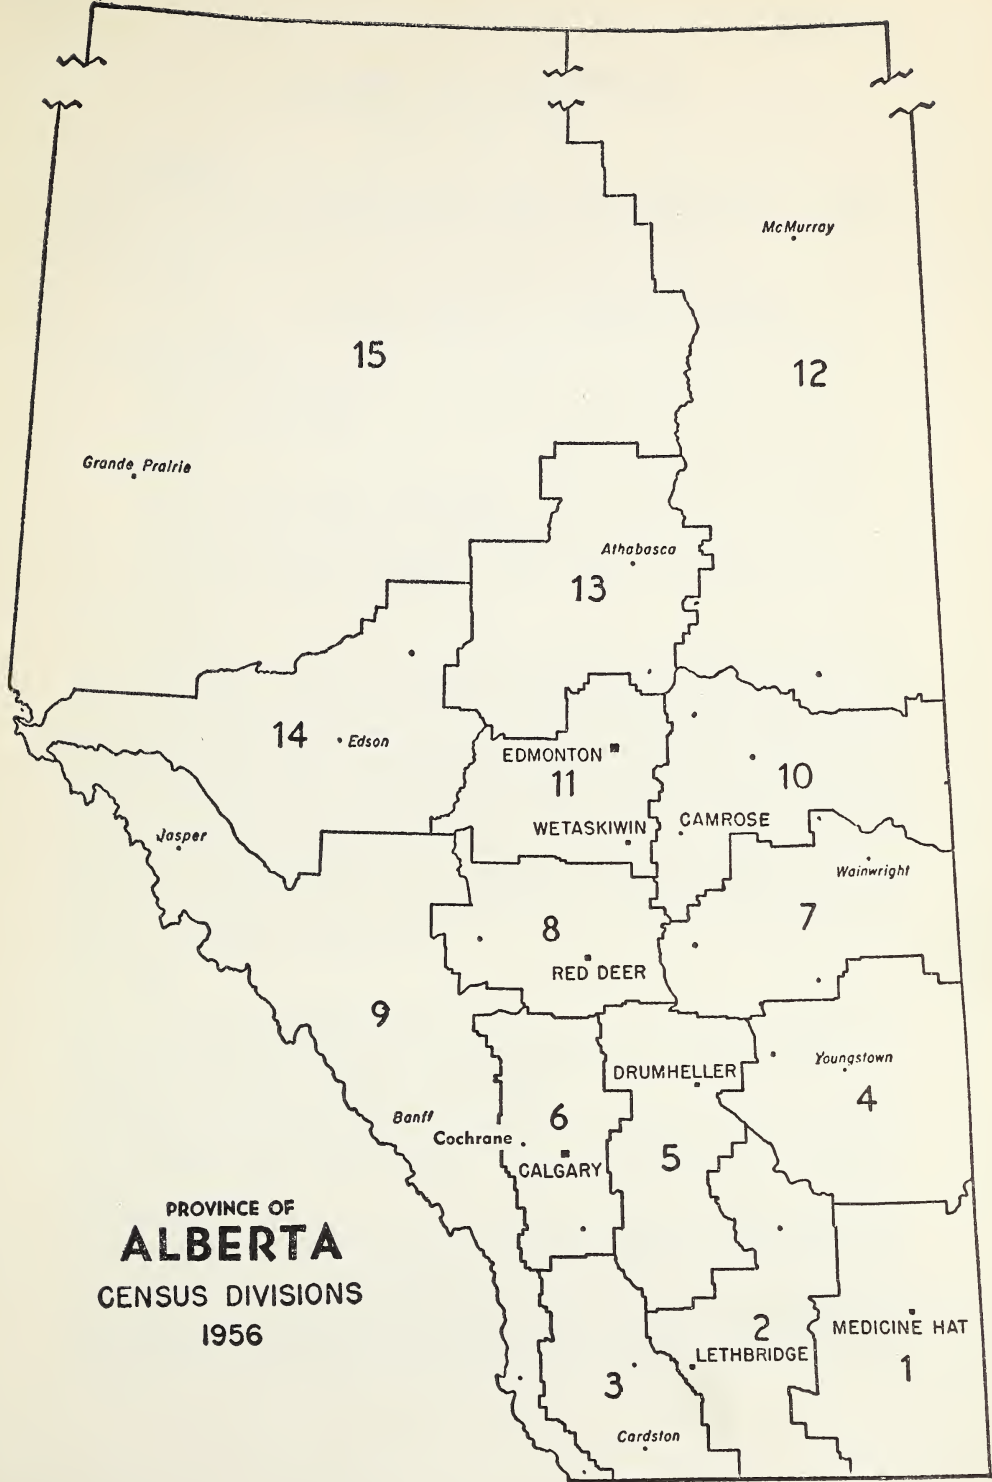 McMurray
15
12
Grande Prairie
Athabasca
13
14
Edson
EDMONTON
11
10
WETASKIWIN
CAMROSE
Jasper
Wainwright
8
7
RED DEER
9
Youngstown
DRUMHELLER
4
6
Banff
Cochrane
5
CALGARY
PROVINCE OF
ALBERTA
CENSUS DIVISIONS
1956
2
MEDICINE HAT
LETHBRIDGE
1
3
Cardston